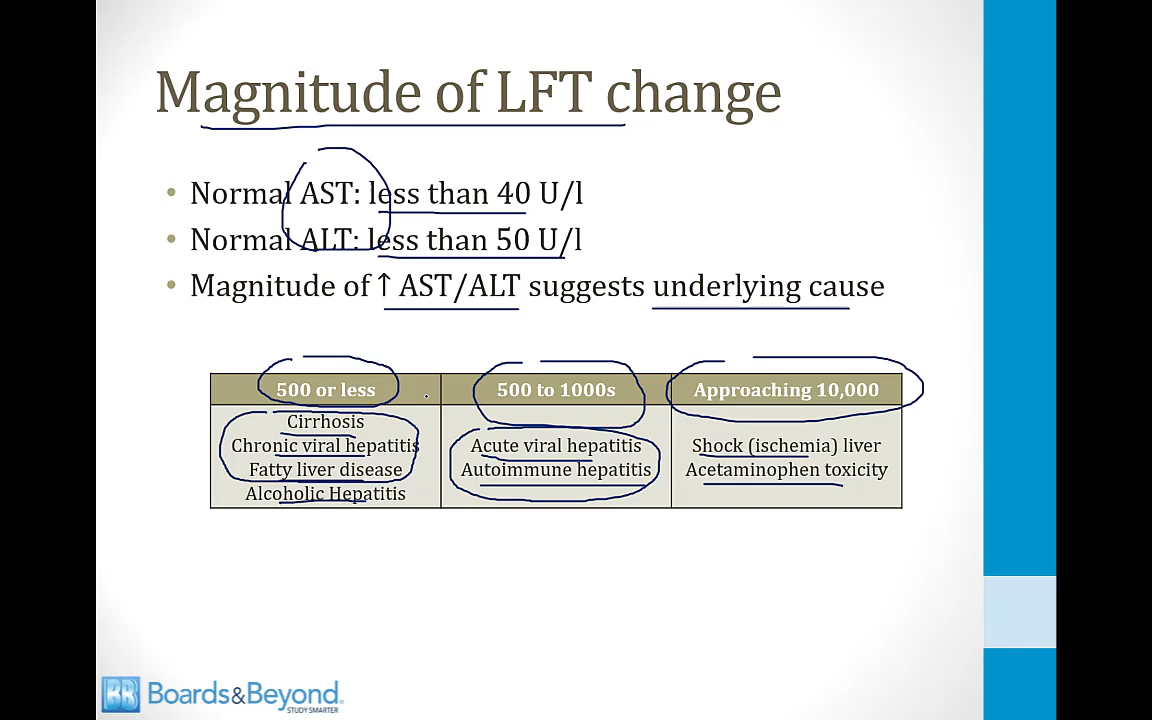 Magnitude of LFT change
• Normal AST: less than 40 U/l
• Normal ALT: less than 50 U/l
• Magnitude of ↑ AST/ALT suggests underlying cause
500 or less
Cirrhosis
Chronic viral hepatitis
Fatty liver disease
Alcoholic Hepatitis
500 to 1000s
Acute viral hepatitis
Autoimmune hepatitis
Approaching 10,000
Shock (ischemia) liver
Acetaminophen toxicity
BB Boards&Beyond.
STUDY SMARTER